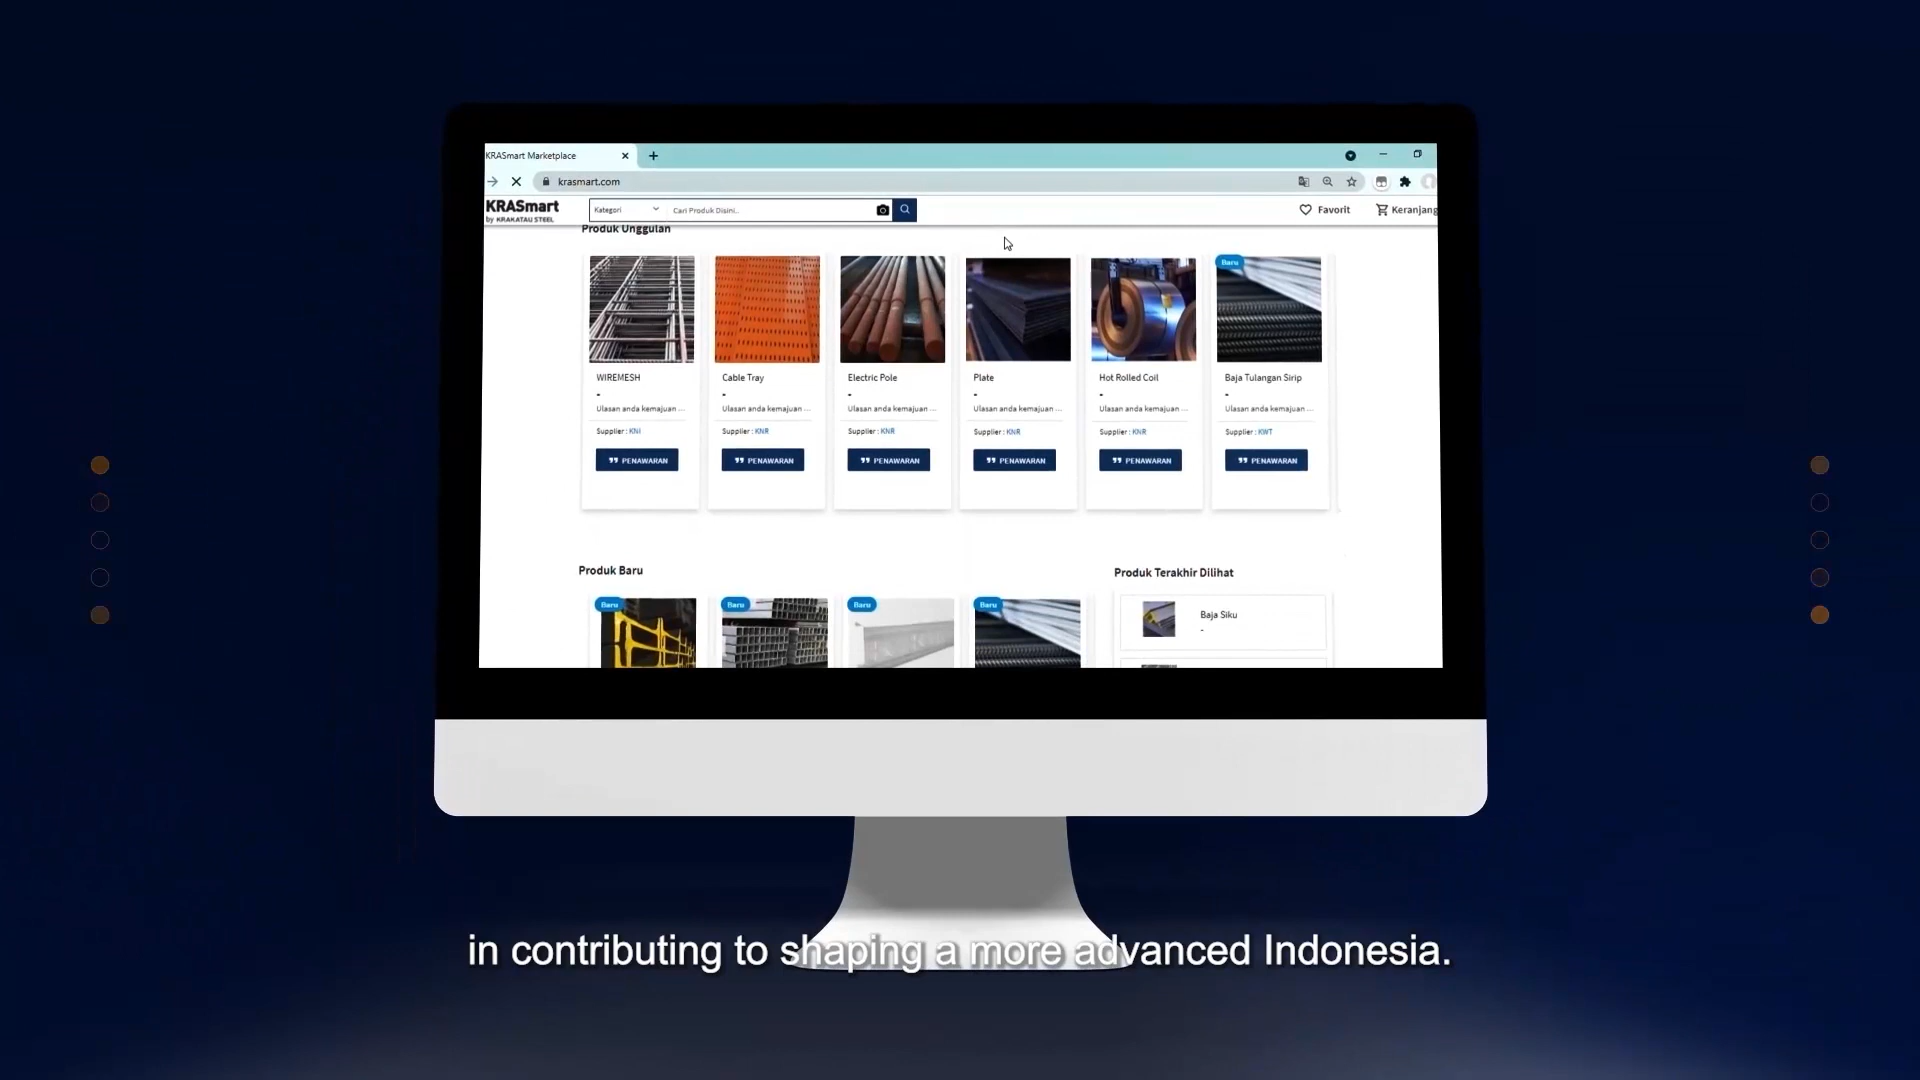 KRASmart Marketplace
krasmart.com
KRASmart
by KRAKATAU STEEL
Kategori
Cari Produk Disini..
Favorit
Keranjang
Produk Unggulan
Baru
WIREMESH
Cable Tray
Electric Pole
Plate
Hot Rolled Coil
Baja Tulangan Sirip
-
-
-
-
-
-
Ulasan anda kemajuan ...
Ulasan anda kemajuan ...
Ulasan anda kemajuan ...
Ulasan anda kemajuan ...
Ulasan anda kemajuan ...
Ulasan anda kemajuan ...
Supplier : KNI
Supplier : KNR
Supplier : KNR
Supplier : KNR
Supplier : KNR
Supplier : KWT
PENAWARAN
PENAWARAN
PENAWARAN
PENAWARAN
PENAWARAN
PENAWARAN
Produk Baru
Produk Terakhir Dilihat
Baru
Baru
Baru
Baru
Baja Siku
-
in contributing to shaping a more advanced Indonesia.